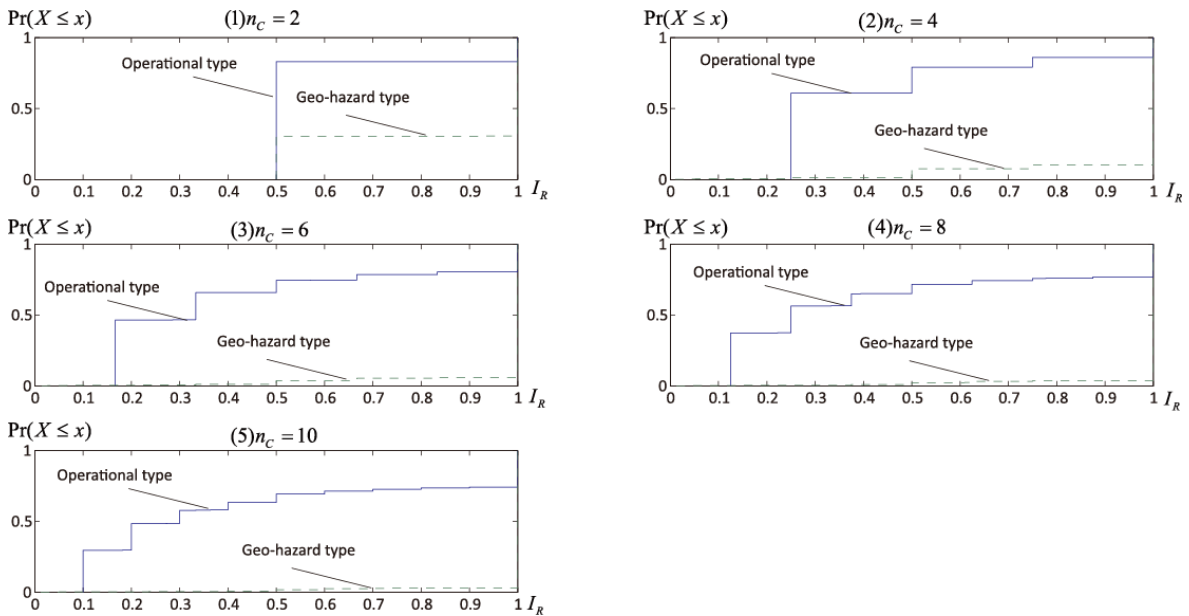 Pr(X ≤ x) (1)n_C = 2
1
Operational type
Geo-hazard type
0.5
0
0 0.1 0.2 0.3 0.4 0.5 0.6 0.7 0.8 0.9 1 I_R
Pr(X ≤ x) (2)n_C = 4
1
Operational type
0.5
Geo-hazard type
0
0 0.1 0.2 0.3 0.4 0.5 0.6 0.7 0.8 0.9 1 I_R
Pr(X ≤ x) (3)n_C = 6
1
Operational type
0.5
Geo-hazard type
0
0 0.1 0.2 0.3 0.4 0.5 0.6 0.7 0.8 0.9 1 I_R
Pr(X ≤ x) (4)n_C = 8
1
Operational type
0.5
Geo-hazard type
0
0 0.1 0.2 0.3 0.4 0.5 0.6 0.7 0.8 0.9 1 I_R
Pr(X ≤ x) (5)n_C = 10
1
Operational type
0.5
Geo-hazard type
0
0 0.1 0.2 0.3 0.4 0.5 0.6 0.7 0.8 0.9 1 I_R